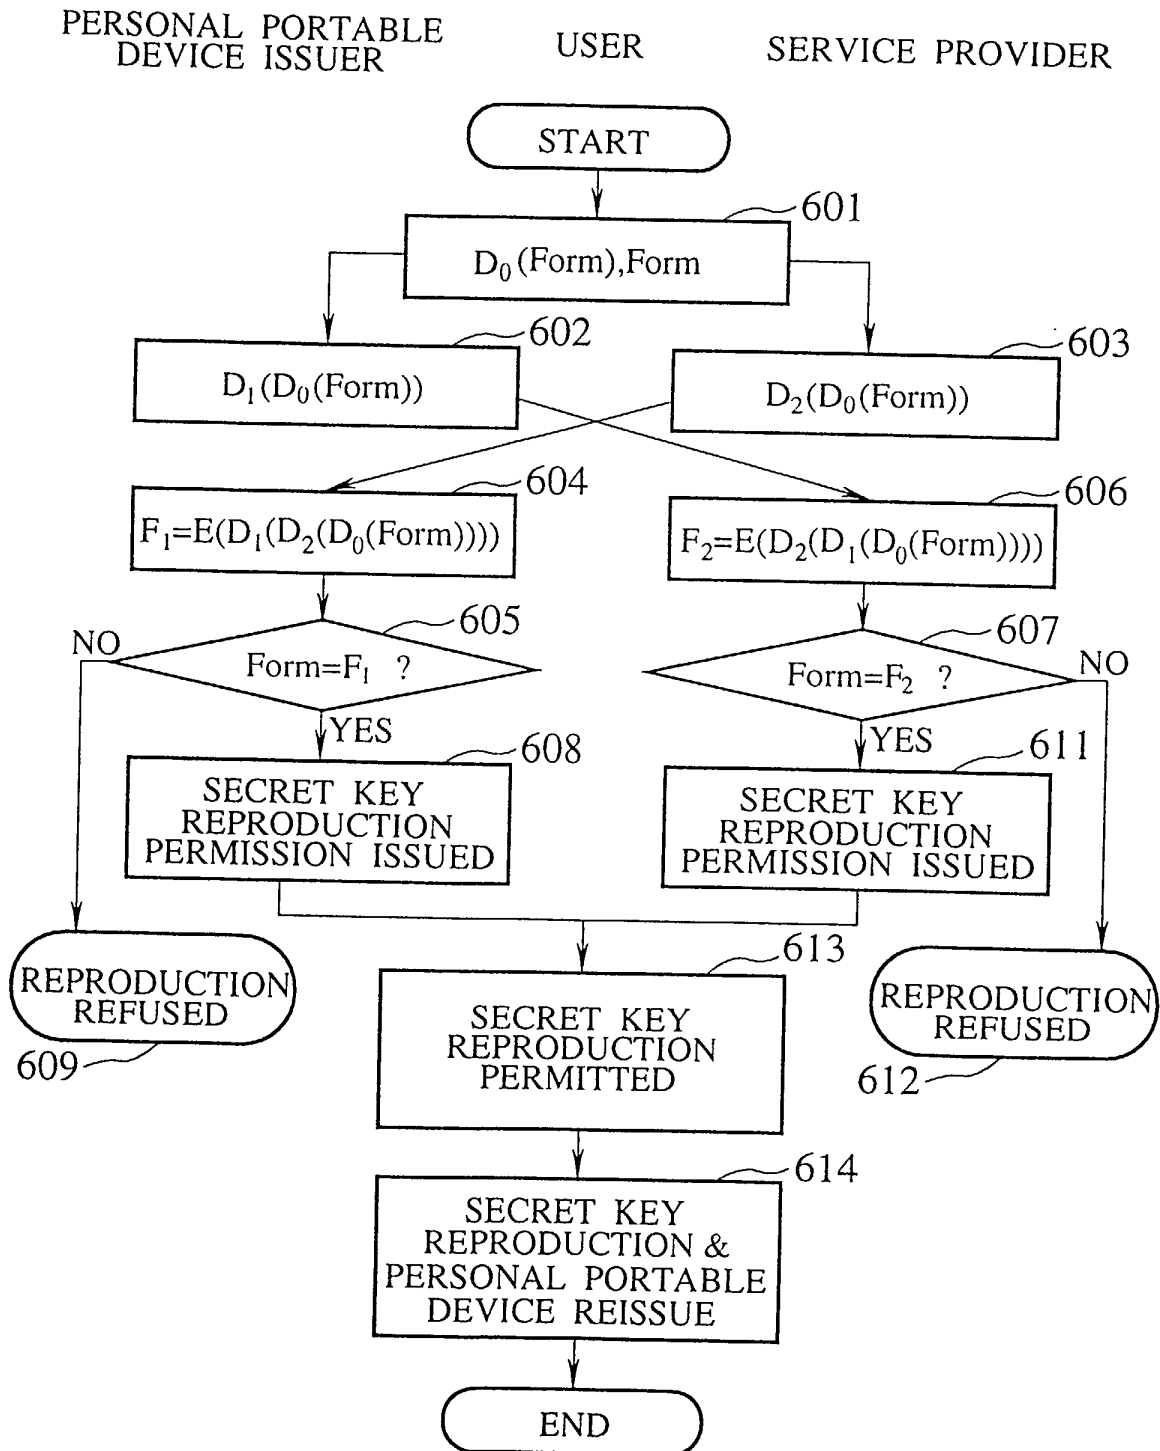 PERSONAL PORTABLE
DEVICE ISSUER
USER
SERVICE PROVIDER
START
601
D₀(Form),Form
602
D₁(D₀(Form))
603
D₂(D₀(Form))
604
F₁=E(D₁(D₂(D₀(Form))))
606
F₂=E(D₂(D₁(D₀(Form))))
605
NO
Form=F₁ ?
607
Form=F₂ ?
NO
YES
608
SECRET KEY
REPRODUCTION
PERMISSION ISSUED
YES
611
SECRET KEY
REPRODUCTION
PERMISSION ISSUED
REPRODUCTION
REFUSED
609
613
SECRET KEY
REPRODUCTION
PERMITTED
REPRODUCTION
REFUSED
612
614
SECRET KEY
REPRODUCTION &
PERSONAL PORTABLE
DEVICE REISSUE
END